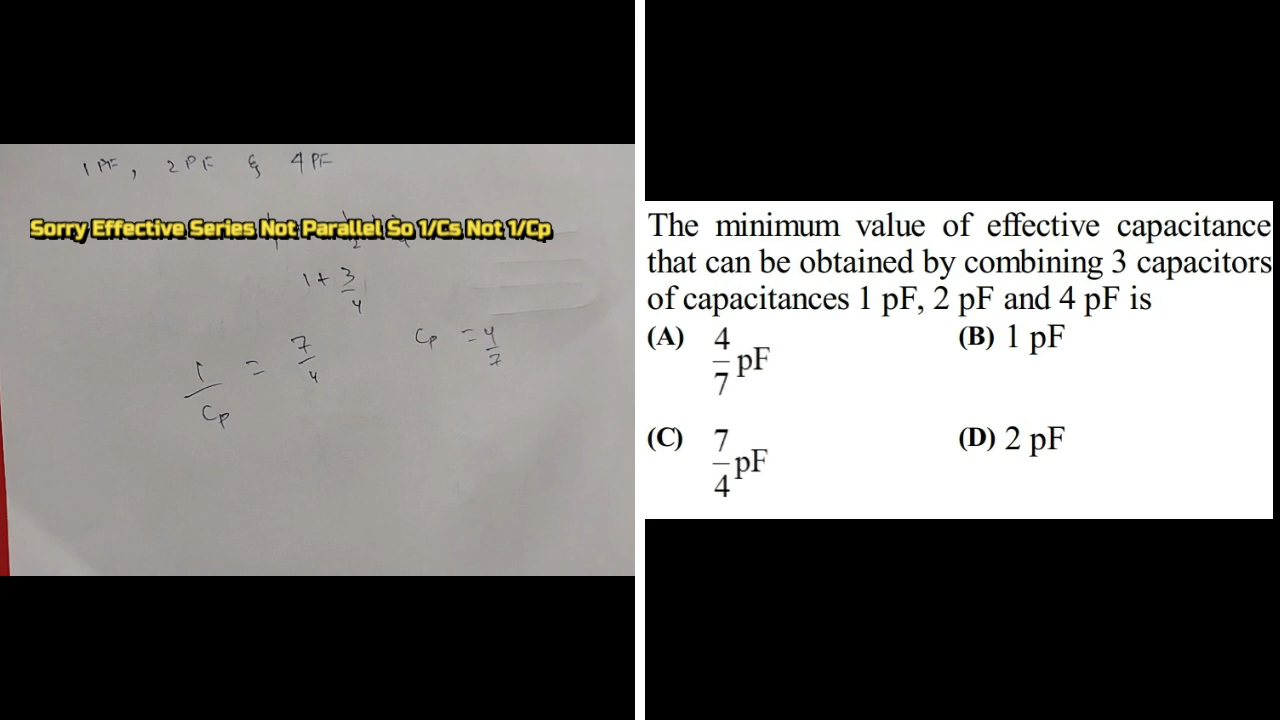 1 PF, 2 PF & 4 PF
Sorry Effective Series Not Parallel So 1/Cs Not 1/Cp
1 + 3/4
1/Cp = 7/4
Cp = 4/7
The minimum value of effective capacitance
that can be obtained by combining 3 capacitors
of capacitances 1 pF, 2 pF and 4 pF is
(A) 4/7 pF (B) 1 pF
(C) 7/4 pF (D) 2 pF